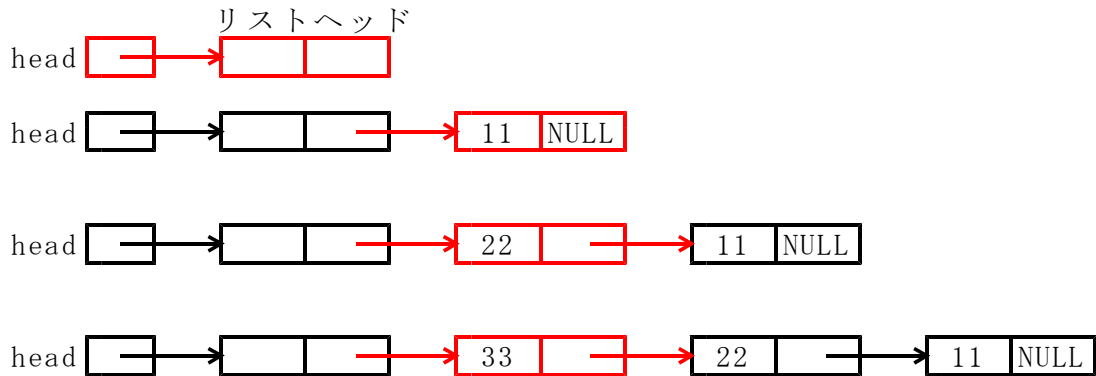 リストヘッド
head
head 11 NULL
head 22 11 NULL
head 33 22 11 NULL